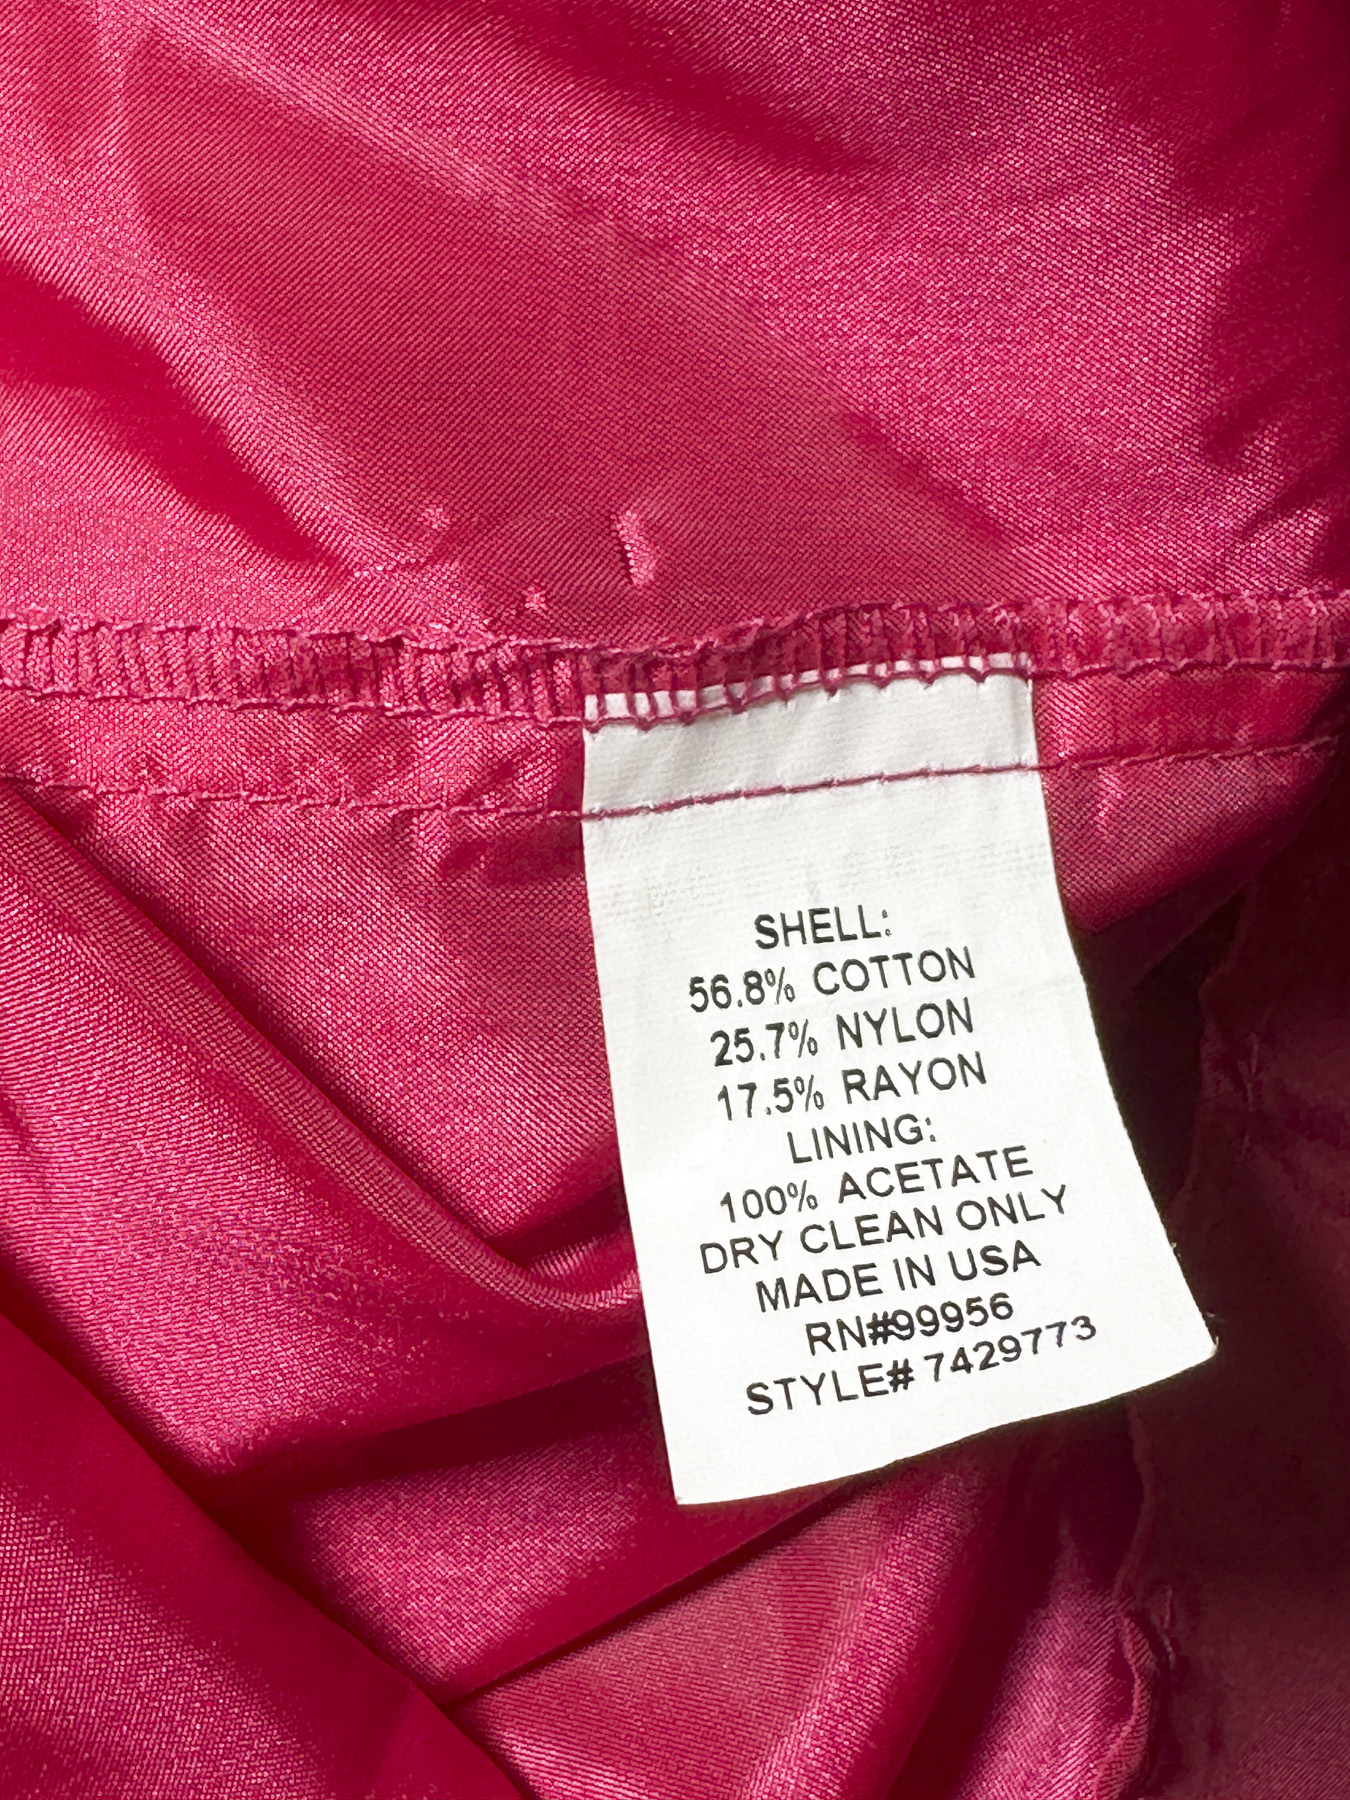 SHELL:
56.8% COTTON
25.7% NYLON
17.5% RAYON
LINING:
100% ACETATE
DRY CLEAN ONLY
MADE IN USA
RN#99956
STYLE# 7429773